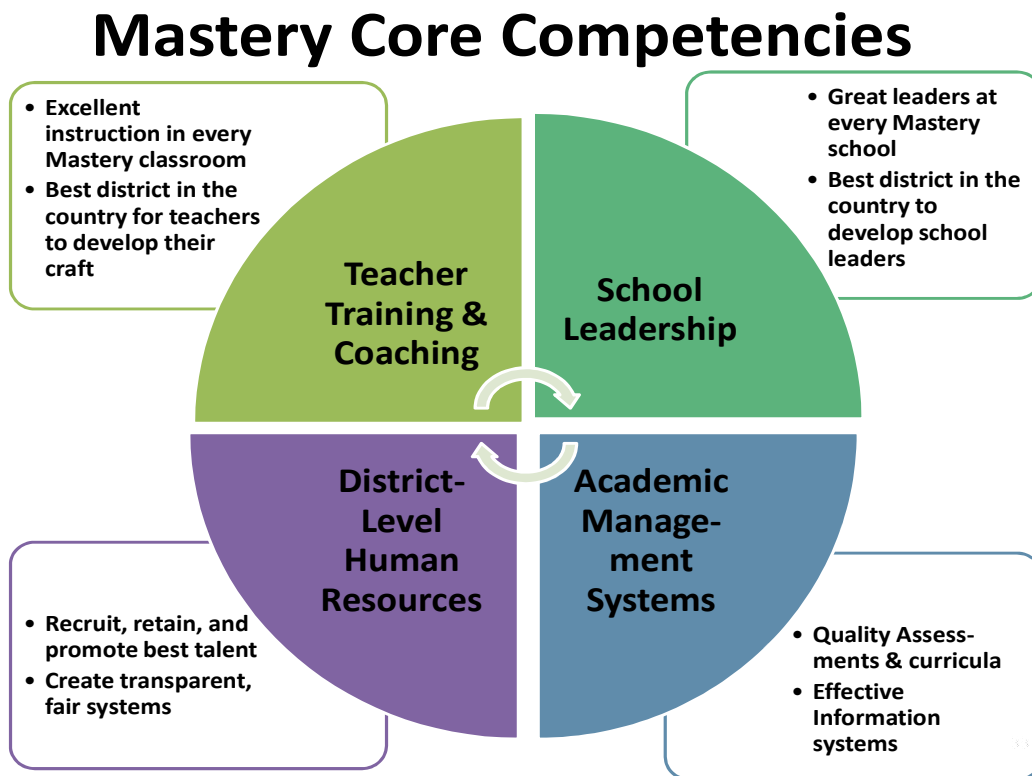 Mastery Core Competencies
• Excellent
instruction in every
Mastery classroom
• Best district in the
country for teachers
to develop their
craft
• Great leaders at
every Mastery
school
• Best district in the
country to
develop school
leaders
Teacher
Training &
Coaching
School
Leadership
District-
Level
Human
Resources
Academic
Manage-
ment
Systems
• Recruit, retain, and
promote best talent
• Create transparent,
fair systems
• Quality Assess-
ments & curricula
• Effective
Information
systems